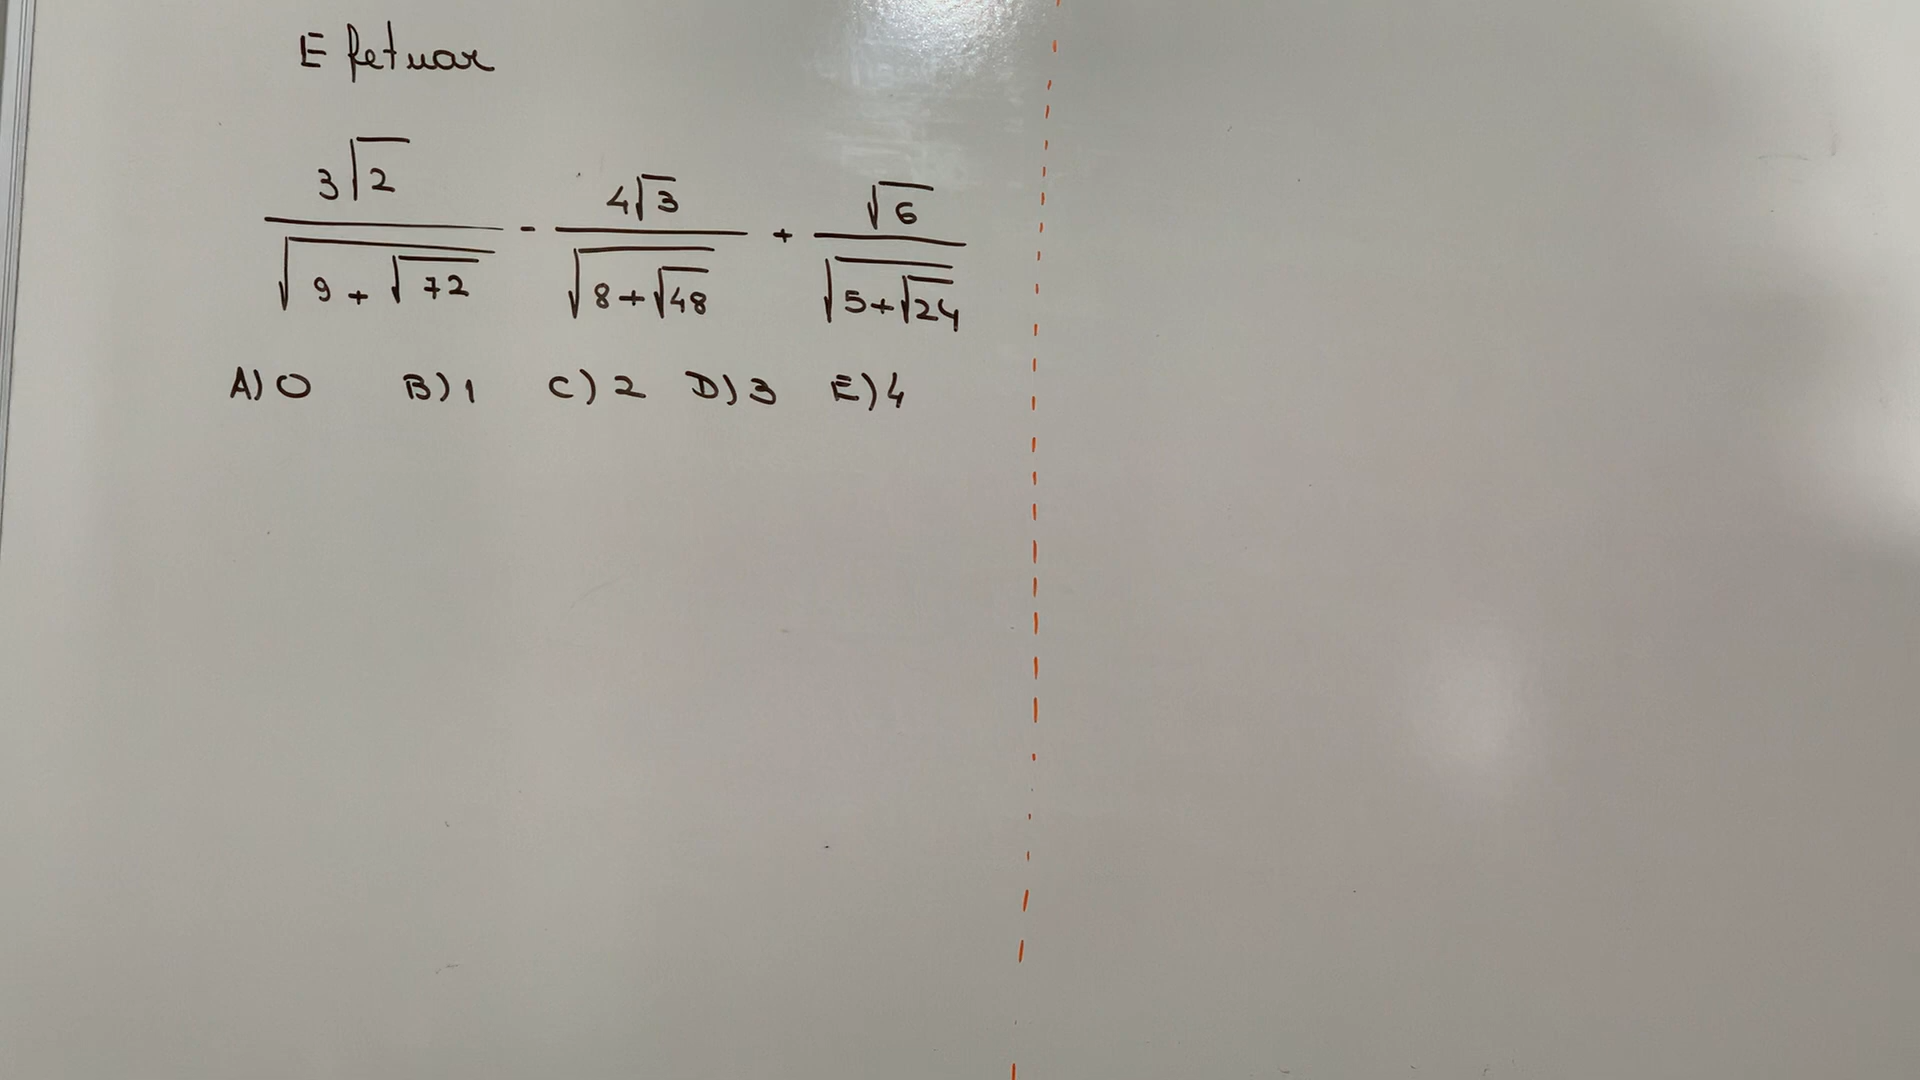 Efetuar
3√2/√(9+√72) - 4√3/√(8+√48) + √6/√(5+√24)
A) 0 B) 1 C) 2 D) 3 E) 4